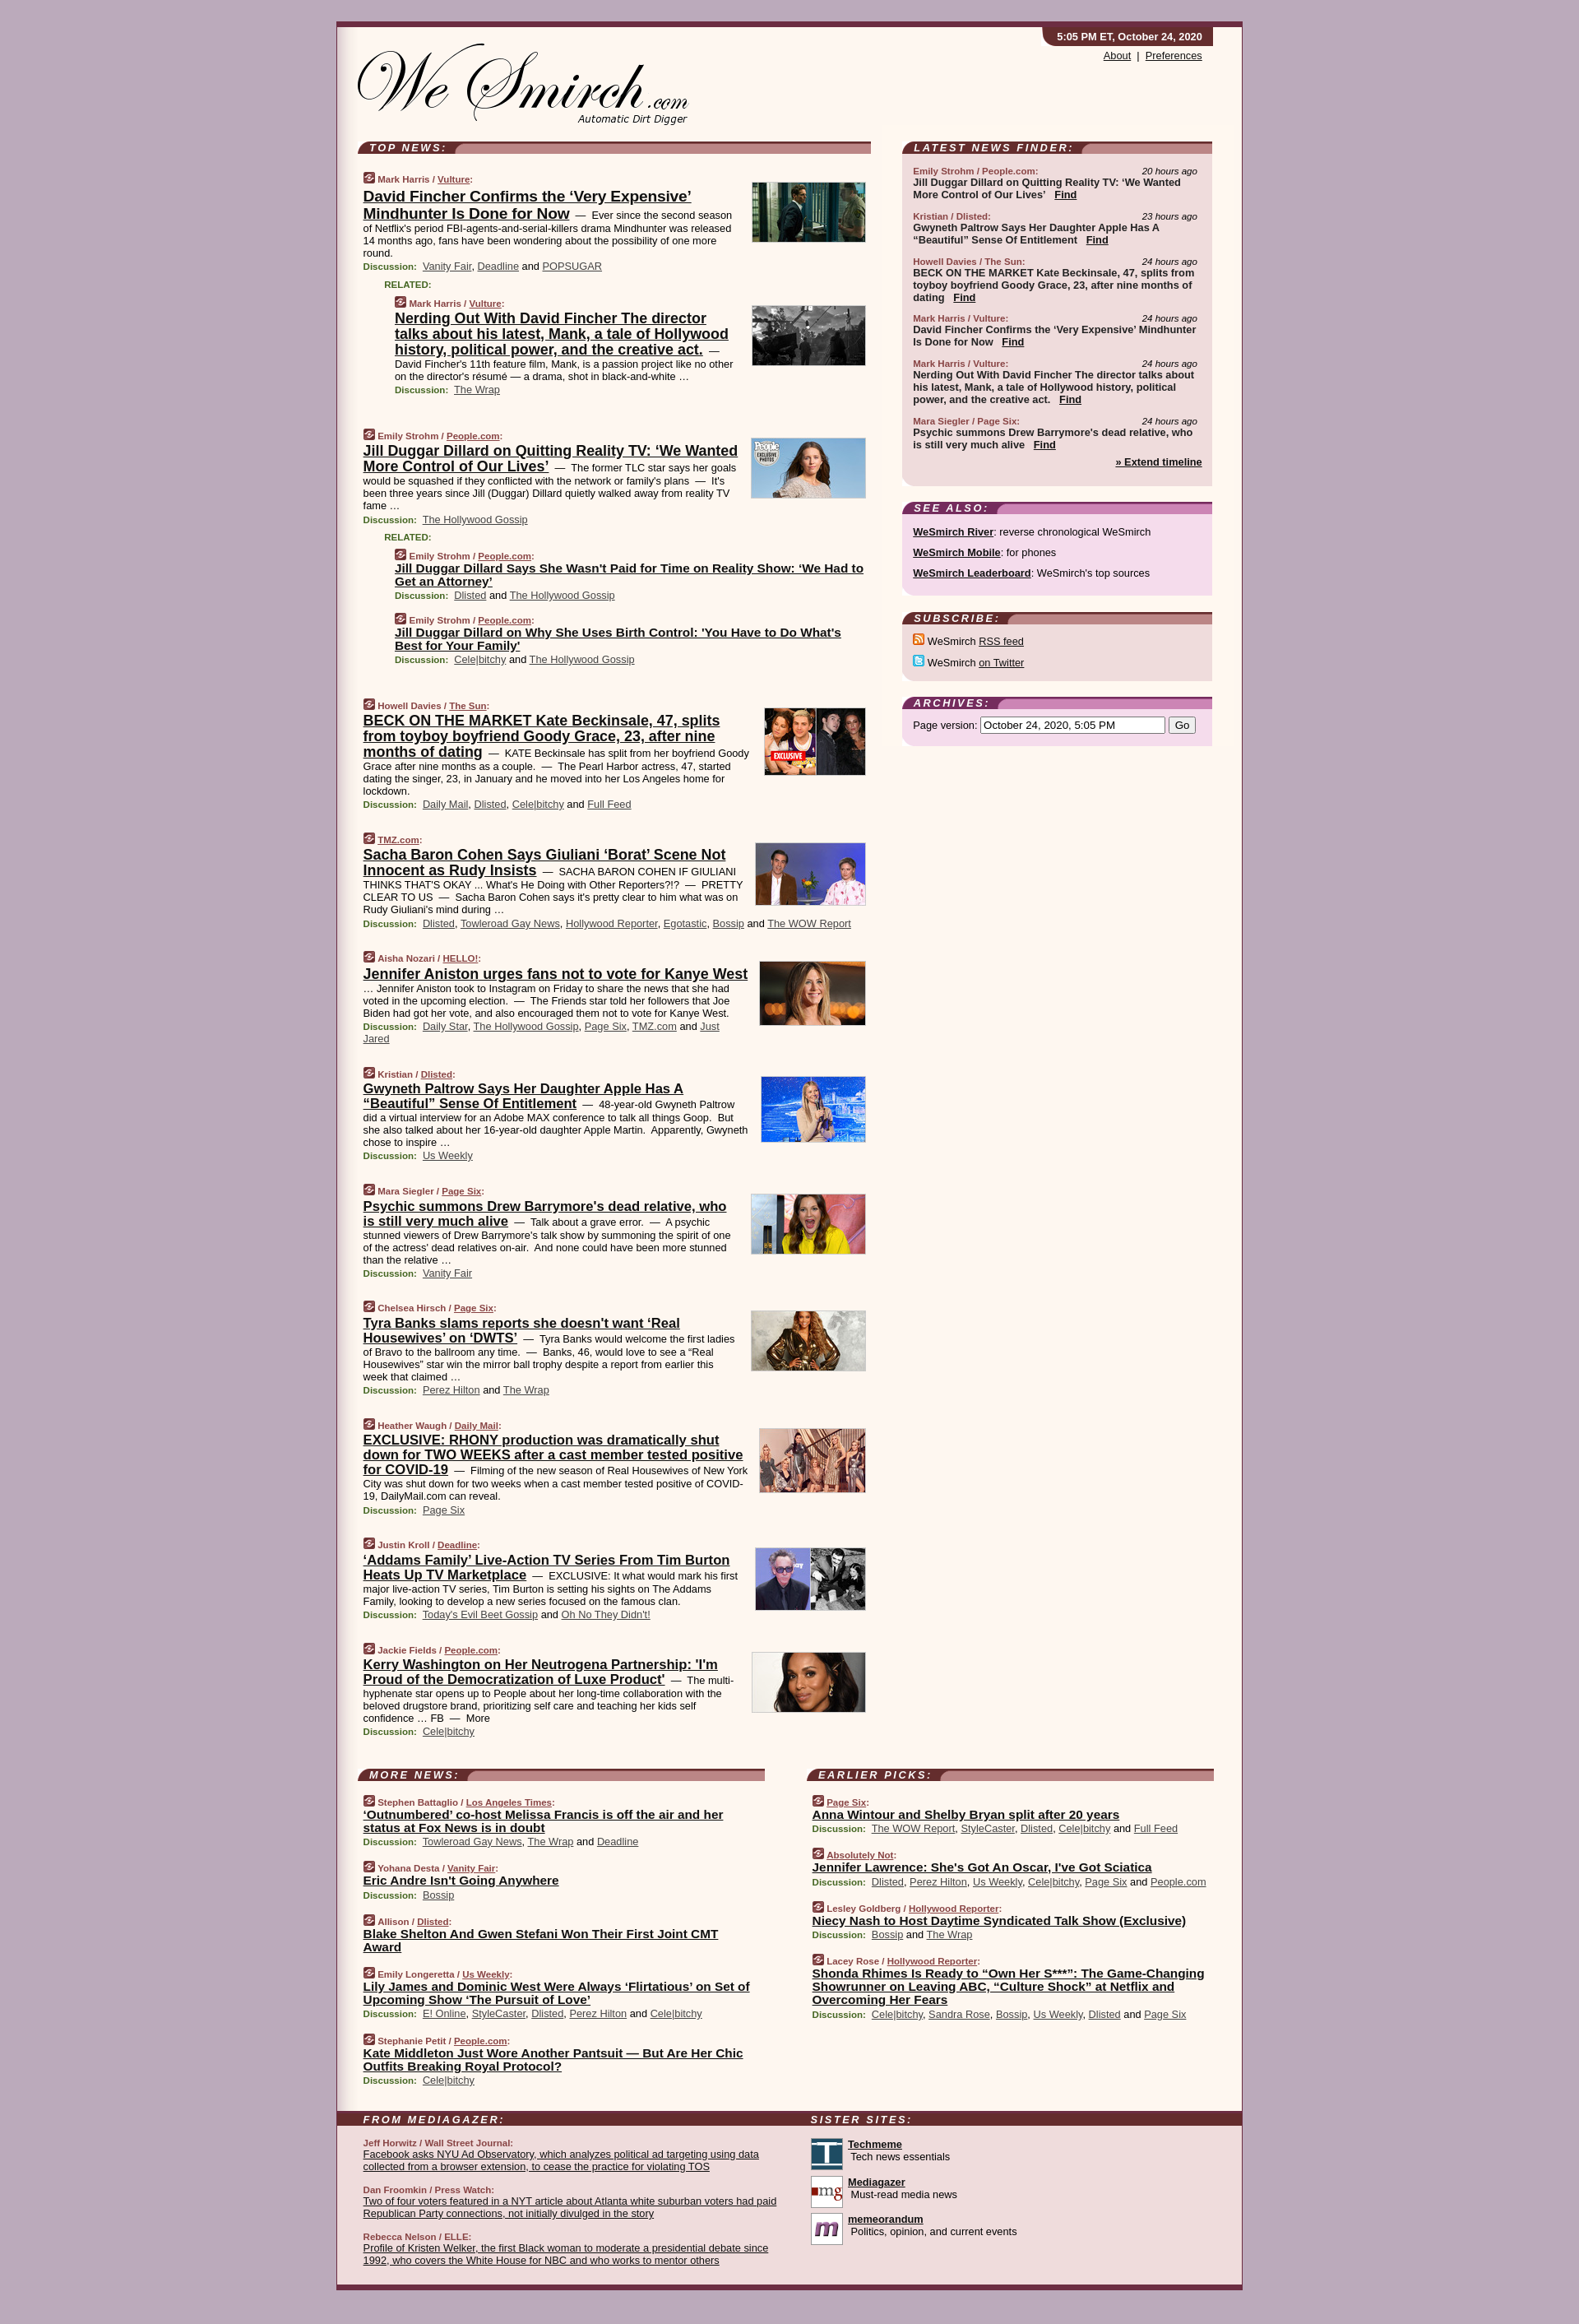 5:05 PM ET, October 24, 2020
About | Preferences
We Smirch.com
Automatic Dirt Digger
TOP NEWS:
Mark Harris / Vulture:
David Fincher Confirms the ‘Very Expensive’
Mindhunter Is Done for Now — Ever since the second season
of Netflix's period FBI-agents-and-serial-killers drama Mindhunter was released
14 months ago, fans have been wondering about the possibility of one more
round.
Discussion: Vanity Fair, Deadline and POPSUGAR
RELATED:
Mark Harris / Vulture:
Nerding Out With David Fincher The director
talks about his latest, Mank, a tale of Hollywood
history, political power, and the creative act. —
David Fincher's 11th feature film, Mank, is a passion project like no other
on the director's résumé — a drama, shot in black-and-white …
Discussion: The Wrap
Emily Strohm / People.com:
Jill Duggar Dillard on Quitting Reality TV: ‘We Wanted
More Control of Our Lives’ — The former TLC star says her goals
would be squashed if they conflicted with the network or family's plans — It's
been three years since Jill (Duggar) Dillard quietly walked away from reality TV
fame …
Discussion: The Hollywood Gossip
People
EXCLUSIVE
PHOTOS
RELATED:
Emily Strohm / People.com:
Jill Duggar Dillard Says She Wasn't Paid for Time on Reality Show: ‘We Had to
Get an Attorney’
Discussion: Dlisted and The Hollywood Gossip
Emily Strohm / People.com:
Jill Duggar Dillard on Why She Uses Birth Control: 'You Have to Do What's
Best for Your Family'
Discussion: Cele|bitchy and The Hollywood Gossip
Howell Davies / The Sun:
BECK ON THE MARKET Kate Beckinsale, 47, splits
from toyboy boyfriend Goody Grace, 23, after nine
months of dating — KATE Beckinsale has split from her boyfriend Goody
Grace after nine months as a couple. — The Pearl Harbor actress, 47, started
dating the singer, 23, in January and he moved into her Los Angeles home for
lockdown.
Discussion: Daily Mail, Dlisted, Cele|bitchy and Full Feed
EXCLUSIVE
TMZ.com:
Sacha Baron Cohen Says Giuliani ‘Borat’ Scene Not
Innocent as Rudy Insists — SACHA BARON COHEN IF GIULIANI
THINKS THAT'S OKAY ... What's He Doing with Other Reporters?!? — PRETTY
CLEAR TO US — Sacha Baron Cohen says it's pretty clear to him what was on
Rudy Giuliani's mind during …
Discussion: Dlisted, Towleroad Gay News, Hollywood Reporter, Egotastic, Bossip and The WOW Report
Aisha Nozari / HELLO!:
Jennifer Aniston urges fans not to vote for Kanye West
… Jennifer Aniston took to Instagram on Friday to share the news that she had
voted in the upcoming election. — The Friends star told her followers that Joe
Biden had got her vote, and also encouraged them not to vote for Kanye West.
Discussion: Daily Star, The Hollywood Gossip, Page Six, TMZ.com and Just
Jared
Kristian / Dlisted:
Gwyneth Paltrow Says Her Daughter Apple Has A
“Beautiful” Sense Of Entitlement — 48-year-old Gwyneth Paltrow
did a virtual interview for an Adobe MAX conference to talk all things Goop. But
she also talked about her 16-year-old daughter Apple Martin. Apparently, Gwyneth
chose to inspire …
Discussion: Us Weekly
Mara Siegler / Page Six:
Psychic summons Drew Barrymore's dead relative, who
is still very much alive — Talk about a grave error. — A psychic
stunned viewers of Drew Barrymore's talk show by summoning the spirit of one
of the actress' dead relatives on-air. And none could have been more stunned
than the relative …
Discussion: Vanity Fair
Chelsea Hirsch / Page Six:
Tyra Banks slams reports she doesn't want ‘Real
Housewives’ on ‘DWTS’ — Tyra Banks would welcome the first ladies
of Bravo to the ballroom any time. — Banks, 46, would love to see a “Real
Housewives” star win the mirror ball trophy despite a report from earlier this
week that claimed …
Discussion: Perez Hilton and The Wrap
Heather Waugh / Daily Mail:
EXCLUSIVE: RHONY production was dramatically shut
down for TWO WEEKS after a cast member tested positive
for COVID-19 — Filming of the new season of Real Housewives of New York
City was shut down for two weeks when a cast member tested positive of COVID-
19, DailyMail.com can reveal.
Discussion: Page Six
Justin Kroll / Deadline:
‘Addams Family’ Live-Action TV Series From Tim Burton
Heats Up TV Marketplace — EXCLUSIVE: It what would mark his first
major live-action TV series, Tim Burton is setting his sights on The Addams
Family, looking to develop a new series focused on the famous clan.
Discussion: Today's Evil Beet Gossip and Oh No They Didn't!
Jackie Fields / People.com:
Kerry Washington on Her Neutrogena Partnership: 'I'm
Proud of the Democratization of Luxe Product' — The multi-
hyphenate star opens up to People about her long-time collaboration with the
beloved drugstore brand, prioritizing self care and teaching her kids self
confidence … FB — More
Discussion: Cele|bitchy
LATEST NEWS FINDER:
Emily Strohm / People.com: 20 hours ago
Jill Duggar Dillard on Quitting Reality TV: ‘We Wanted
More Control of Our Lives’ Find
Kristian / Dlisted: 23 hours ago
Gwyneth Paltrow Says Her Daughter Apple Has A
“Beautiful” Sense Of Entitlement Find
Howell Davies / The Sun: 24 hours ago
BECK ON THE MARKET Kate Beckinsale, 47, splits from
toyboy boyfriend Goody Grace, 23, after nine months of
dating Find
Mark Harris / Vulture: 24 hours ago
David Fincher Confirms the ‘Very Expensive’ Mindhunter
Is Done for Now Find
Mark Harris / Vulture: 24 hours ago
Nerding Out With David Fincher The director talks about
his latest, Mank, a tale of Hollywood history, political
power, and the creative act. Find
Mara Siegler / Page Six: 24 hours ago
Psychic summons Drew Barrymore's dead relative, who
is still very much alive Find
» Extend timeline
SEE ALSO:
WeSmirch River: reverse chronological WeSmirch
WeSmirch Mobile: for phones
WeSmirch Leaderboard: WeSmirch's top sources
SUBSCRIBE:
WeSmirch RSS feed
WeSmirch on Twitter
ARCHIVES:
Page version: October 24, 2020, 5:05 PM Go
MORE NEWS:
Stephen Battaglio / Los Angeles Times:
‘Outnumbered’ co-host Melissa Francis is off the air and her
status at Fox News is in doubt
Discussion: Towleroad Gay News, The Wrap and Deadline
Yohana Desta / Vanity Fair:
Eric Andre Isn't Going Anywhere
Discussion: Bossip
Allison / Dlisted:
Blake Shelton And Gwen Stefani Won Their First Joint CMT
Award
Emily Longeretta / Us Weekly:
Lily James and Dominic West Were Always ‘Flirtatious’ on Set of
Upcoming Show ‘The Pursuit of Love’
Discussion: E! Online, StyleCaster, Dlisted, Perez Hilton and Cele|bitchy
Stephanie Petit / People.com:
Kate Middleton Just Wore Another Pantsuit — But Are Her Chic
Outfits Breaking Royal Protocol?
Discussion: Cele|bitchy
EARLIER PICKS:
Page Six:
Anna Wintour and Shelby Bryan split after 20 years
Discussion: The WOW Report, StyleCaster, Dlisted, Cele|bitchy and Full Feed
Absolutely Not:
Jennifer Lawrence: She's Got An Oscar, I've Got Sciatica
Discussion: Dlisted, Perez Hilton, Us Weekly, Cele|bitchy, Page Six and People.com
Lesley Goldberg / Hollywood Reporter:
Niecy Nash to Host Daytime Syndicated Talk Show (Exclusive)
Discussion: Bossip and The Wrap
Lacey Rose / Hollywood Reporter:
Shonda Rhimes Is Ready to “Own Her S***”: The Game-Changing
Showrunner on Leaving ABC, “Culture Shock” at Netflix and
Overcoming Her Fears
Discussion: Cele|bitchy, Sandra Rose, Bossip, Us Weekly, Dlisted and Page Six
FROM MEDIAGAZER:
Jeff Horwitz / Wall Street Journal:
Facebook asks NYU Ad Observatory, which analyzes political ad targeting using data
collected from a browser extension, to cease the practice for violating TOS
Dan Froomkin / Press Watch:
Two of four voters featured in a NYT article about Atlanta white suburban voters had paid
Republican Party connections, not initially divulged in the story
Rebecca Nelson / ELLE:
Profile of Kristen Welker, the first Black woman to moderate a presidential debate since
1992, who covers the White House for NBC and who works to mentor others
SISTER SITES:
T
Techmeme
Tech news essentials
mg
Mediagazer
Must-read media news
m
memeorandum
Politics, opinion, and current events